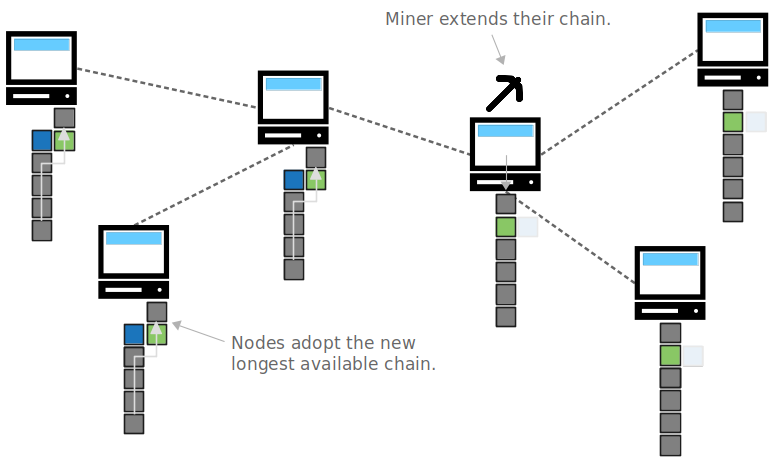 Miner extends their chain.
Nodes adopt the new
longest available chain.